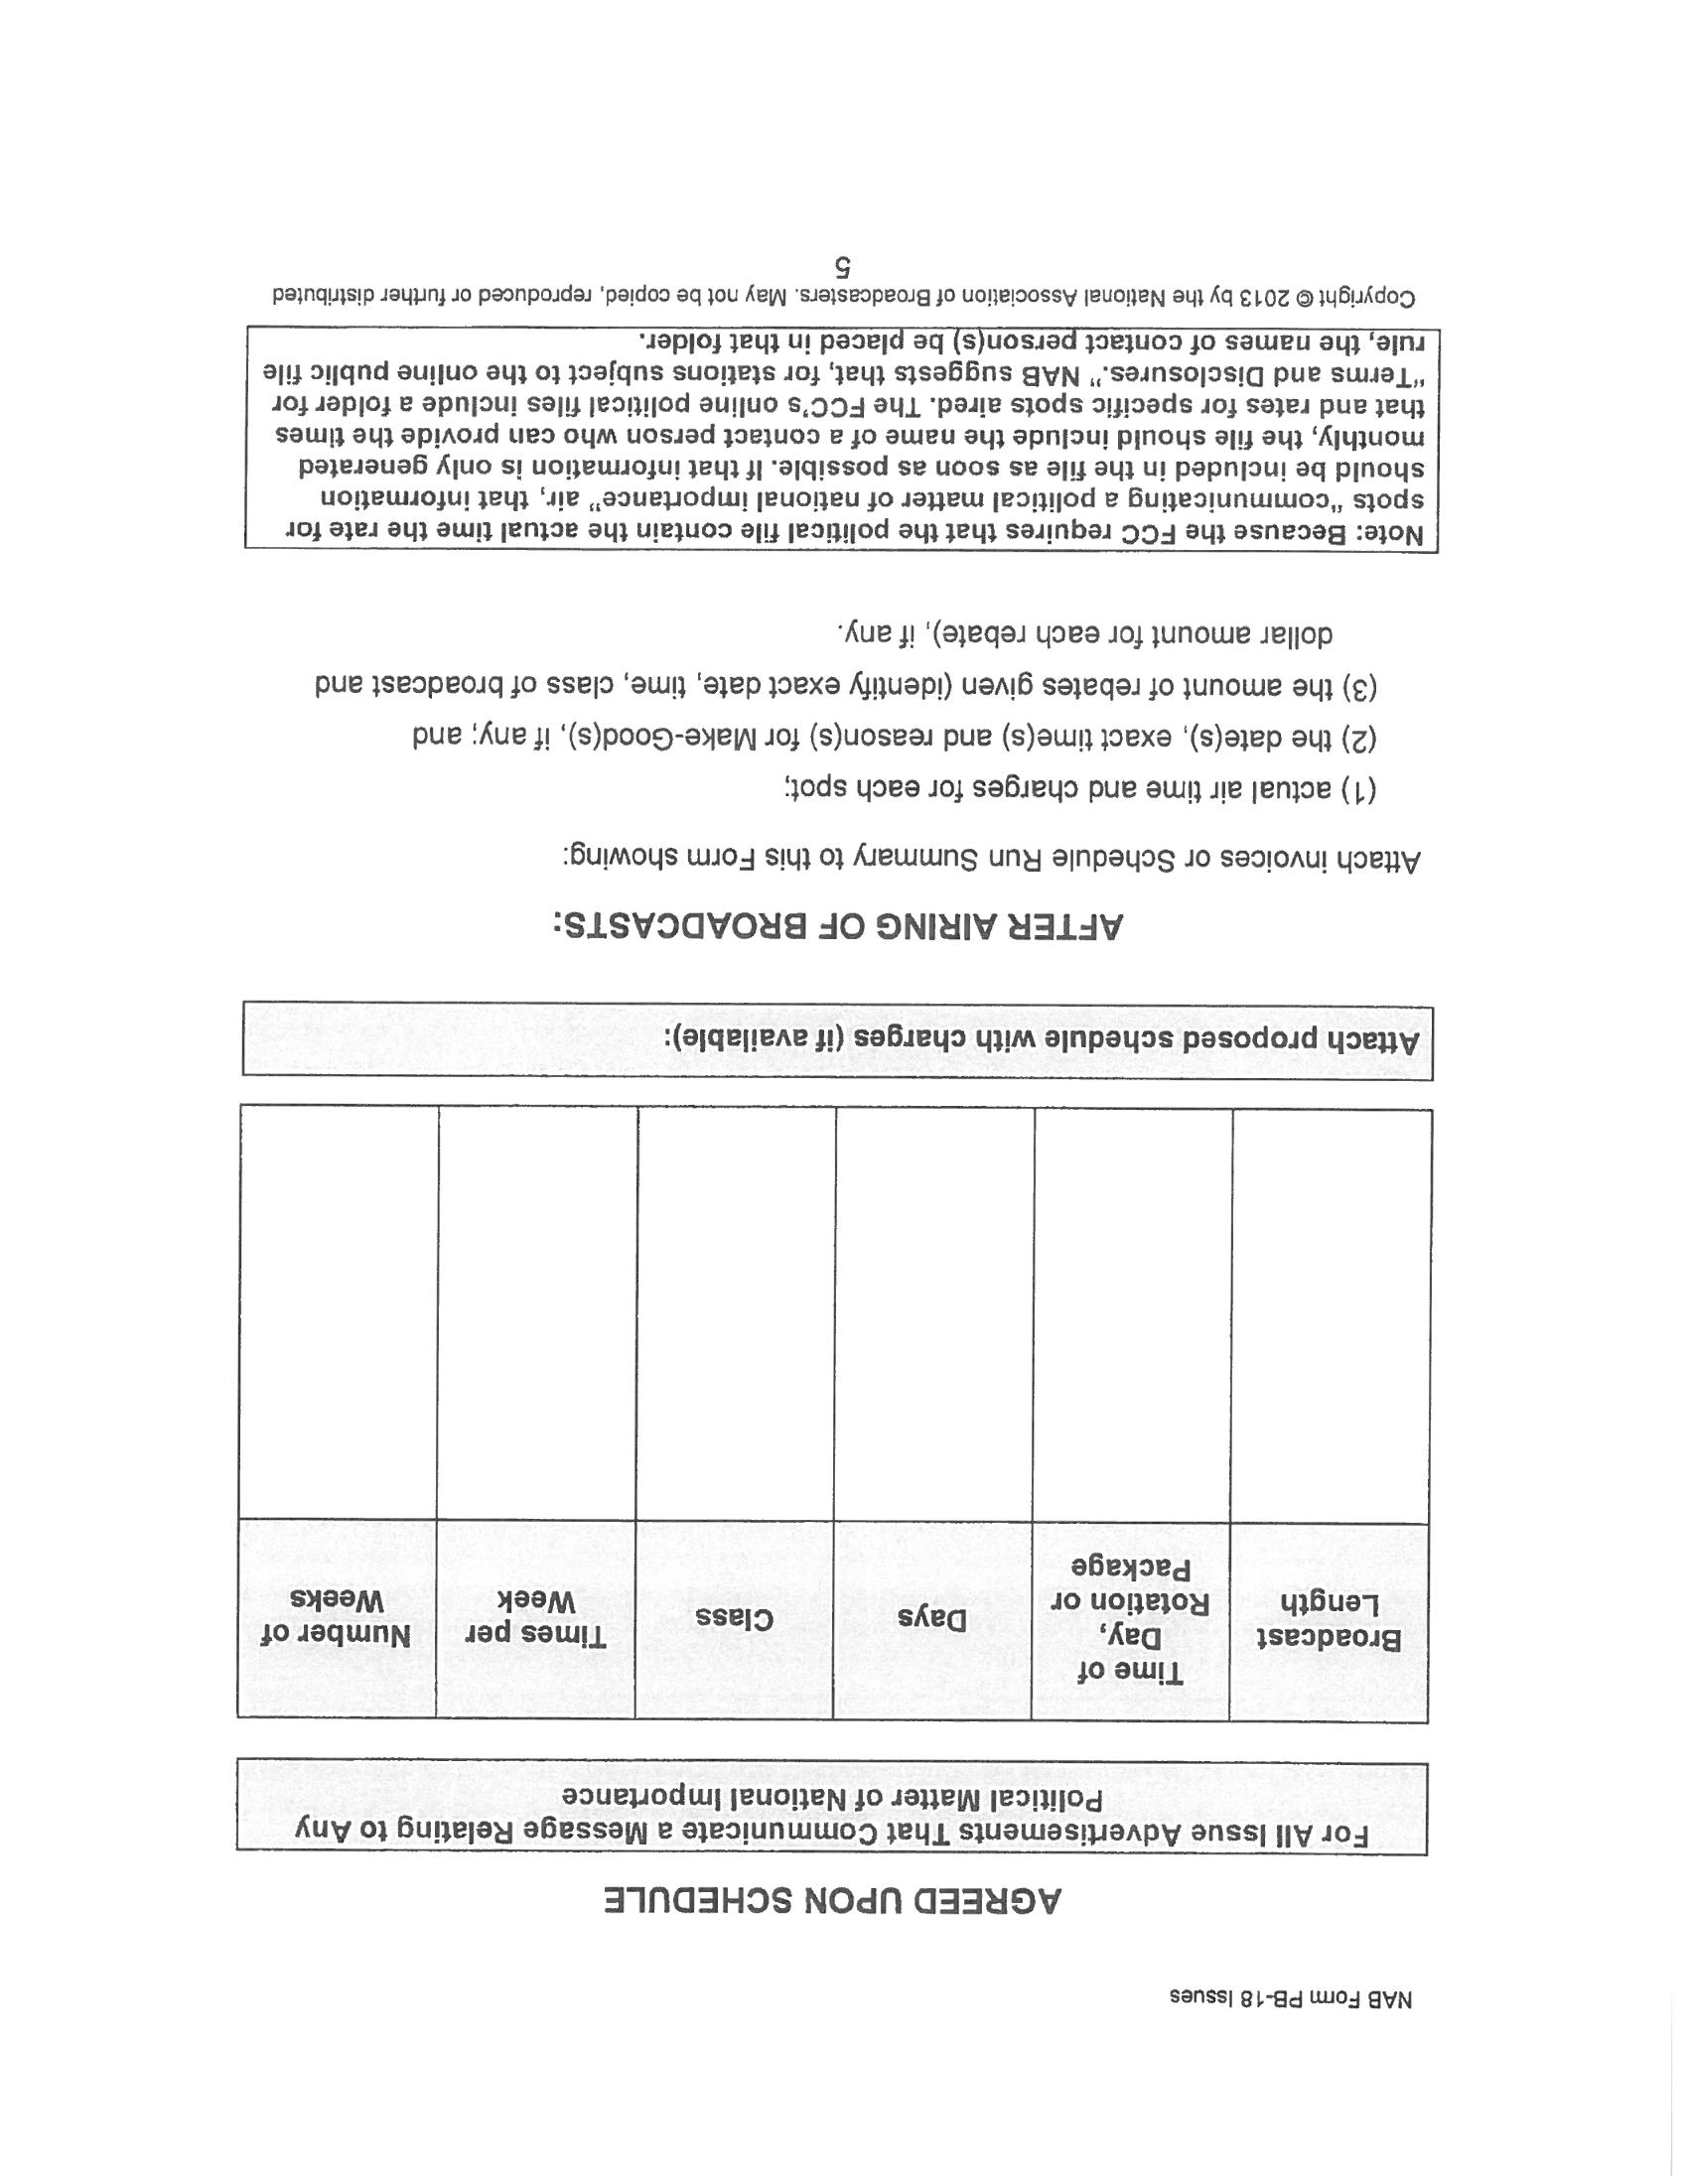 NAB Form PB-18 Issues
AGREED UPON SCHEDULE
For All Issue Advertisements That Communicate a Message Relating to Any
Political Matter of National Importance
Broadcast
Length
Time of
Day,
Rotation or
Package
Days
Class
Times per
Week
Number of
Weeks
Attach proposed schedule with charges (if available):
AFTER AIRING OF BROADCASTS:
Attach invoices or Schedule Run Summary to this Form showing:
(1) actual air time and charges for each spot;
(2) the date(s), exact time(s) and reason(s) for Make-Good(s), if any; and
(3) the amount of rebates given (identify exact date, time, class of broadcast and
dollar amount for each rebate), if any.
Note: Because the FCC requires that the political file contain the actual time the rate for
spots "communicating a political matter of national importance" air, that information
should be included in the file as soon as possible. If that information is only generated
monthly, the file should include the name of a contact person who can provide the times
that and rates for specific spots aired. The FCC's online political files include a folder for
"Terms and Disclosures." NAB suggests that, for stations subject to the online public file
rule, the names of contact person(s) be placed in that folder.
Copyright © 2013 by the National Association of Broadcasters. May not be copied, reproduced or further distributed
5